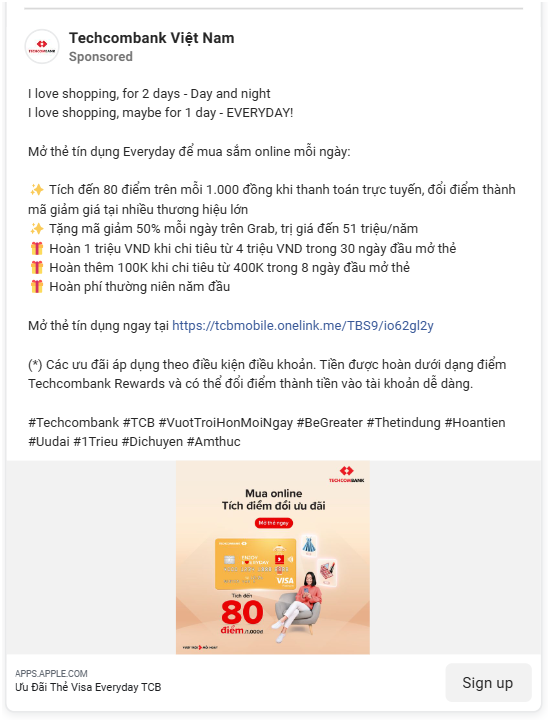 TECHCOMBANK
Techcombank Việt Nam
Sponsored
I love shopping, for 2 days - Day and night
I love shopping, maybe for 1 day - EVERYDAY!
Mở thẻ tín dụng Everyday để mua sắm online mỗi ngày:
✨ Tích đến 80 điểm trên mỗi 1.000 đồng khi thanh toán trực tuyến, đổi điểm thành
mã giảm giá tại nhiều thương hiệu lớn
✨ Tặng mã giảm 50% mỗi ngày trên Grab, trị giá đến 51 triệu/năm
🎁 Hoàn 1 triệu VND khi chi tiêu từ 4 triệu VND trong 30 ngày đầu mở thẻ
🎁 Hoàn thêm 100K khi chi tiêu từ 400K trong 8 ngày đầu mở thẻ
🎁 Hoàn phí thường niên năm đầu
Mở thẻ tín dụng ngay tại https://tcbmobile.onelink.me/TBS9/io62gl2y
(*) Các ưu đãi áp dụng theo điều kiện điều khoản. Tiền được hoàn dưới dạng điểm
Techcombank Rewards và có thể đổi điểm thành tiền vào tài khoản dễ dàng.
#Techcombank #TCB #VuotTroiHonMoiNgay #BeGreater #Thetindung #Hoantien
#Uudai #1Trieu #Dichuyen #Amthuc
TECHCOMBANK
Mua online
Tích điểm đổi ưu đãi
Mở thẻ ngay
TECHCOMBANK
VISA
Tích đến
80
điểm/1.000đ
APPS.APPLE.COM
Ưu Đãi Thẻ Visa Everyday TCB
Sign up